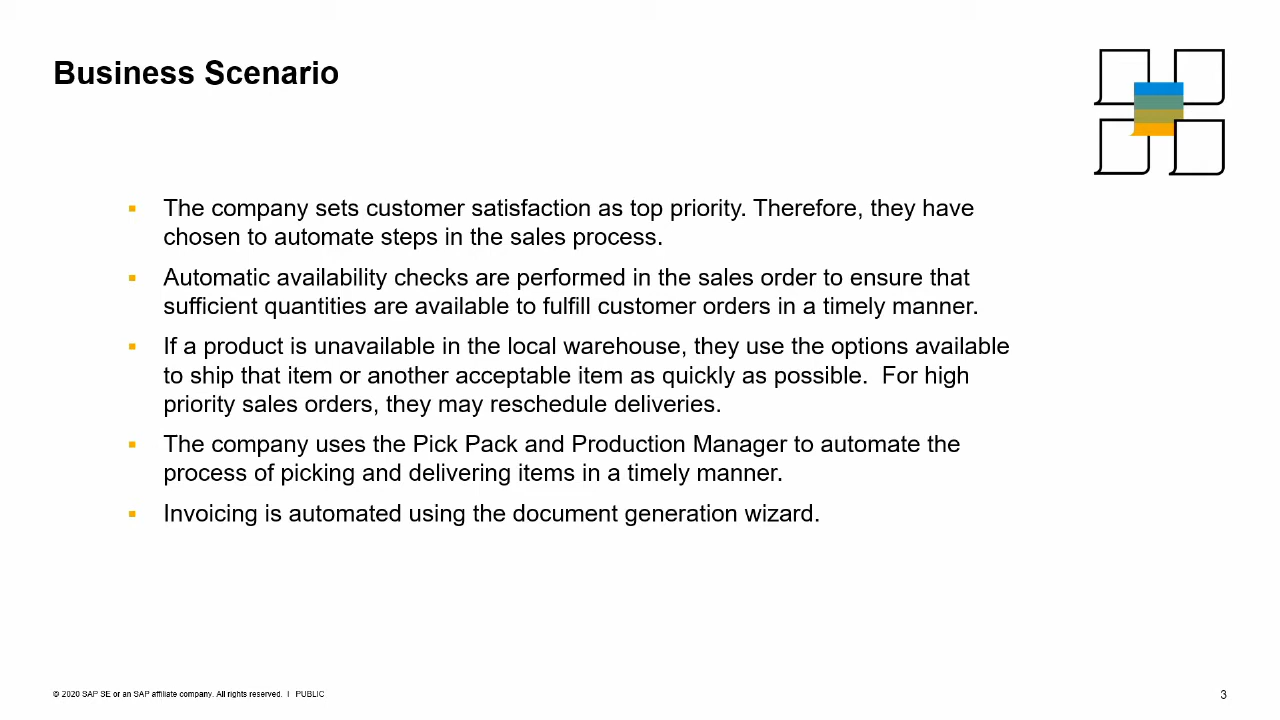 Business Scenario
▪ The company sets customer satisfaction as top priority. Therefore, they have
chosen to automate steps in the sales process.
▪ Automatic availability checks are performed in the sales order to ensure that
sufficient quantities are available to fulfill customer orders in a timely manner.
▪ If a product is unavailable in the local warehouse, they use the options available
to ship that item or another acceptable item as quickly as possible.  For high
priority sales orders, they may reschedule deliveries.
▪ The company uses the Pick Pack and Production Manager to automate the
process of picking and delivering items in a timely manner.
▪ Invoicing is automated using the document generation wizard.
© 2020 SAP SE or an SAP affiliate company. All rights reserved. I PUBLIC
3